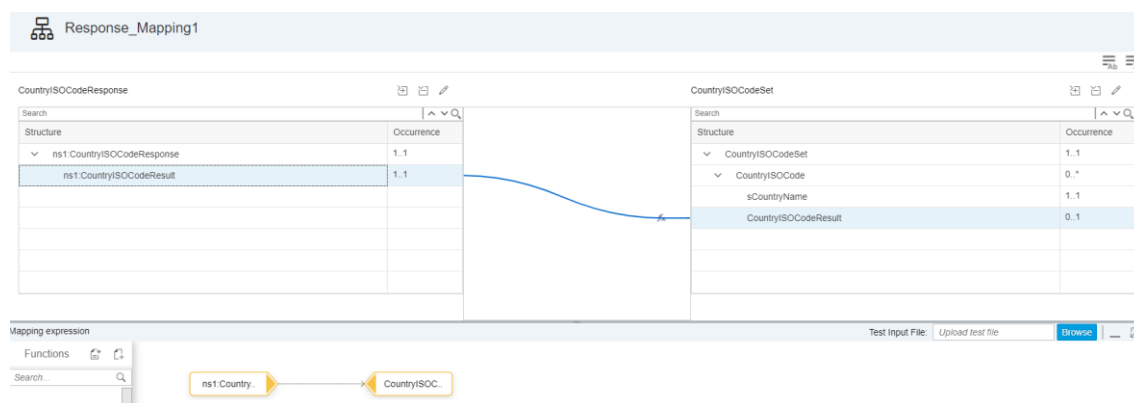 Response_Mapping1
CountryISOCodeResponse CountryISOCodeSet
Search Search
Structure Occurrence Structure Occurrence
ns1:CountryISOCodeResponse 1..1 CountryISOCodeSet 1..1
ns1:CountryISOCodeResult 1..1 CountryISOCode 0..*
sCountryName 1..1
fx CountryISOCodeResult 0..1
Mapping expression Test Input File: Upload test file Browse
Functions
Search...
ns1:Country.. CountryISOC..